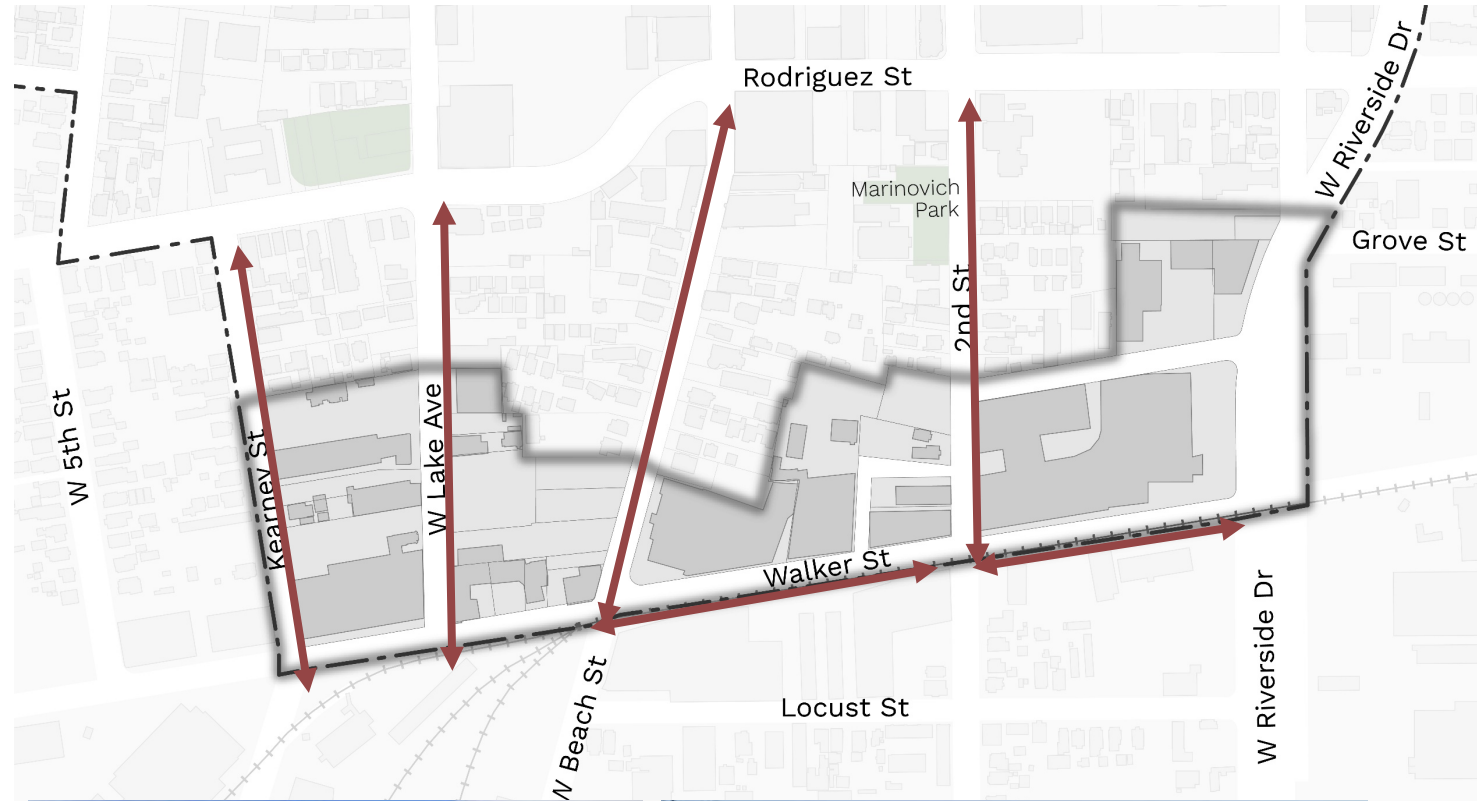 Rodriguez St
W Riverside Dr
Marinovich
Park
Grove St
2nd St
W 5th St
Kearney St
W Lake Ave
Walker St
W Beach St
Locust St
W Riverside Dr